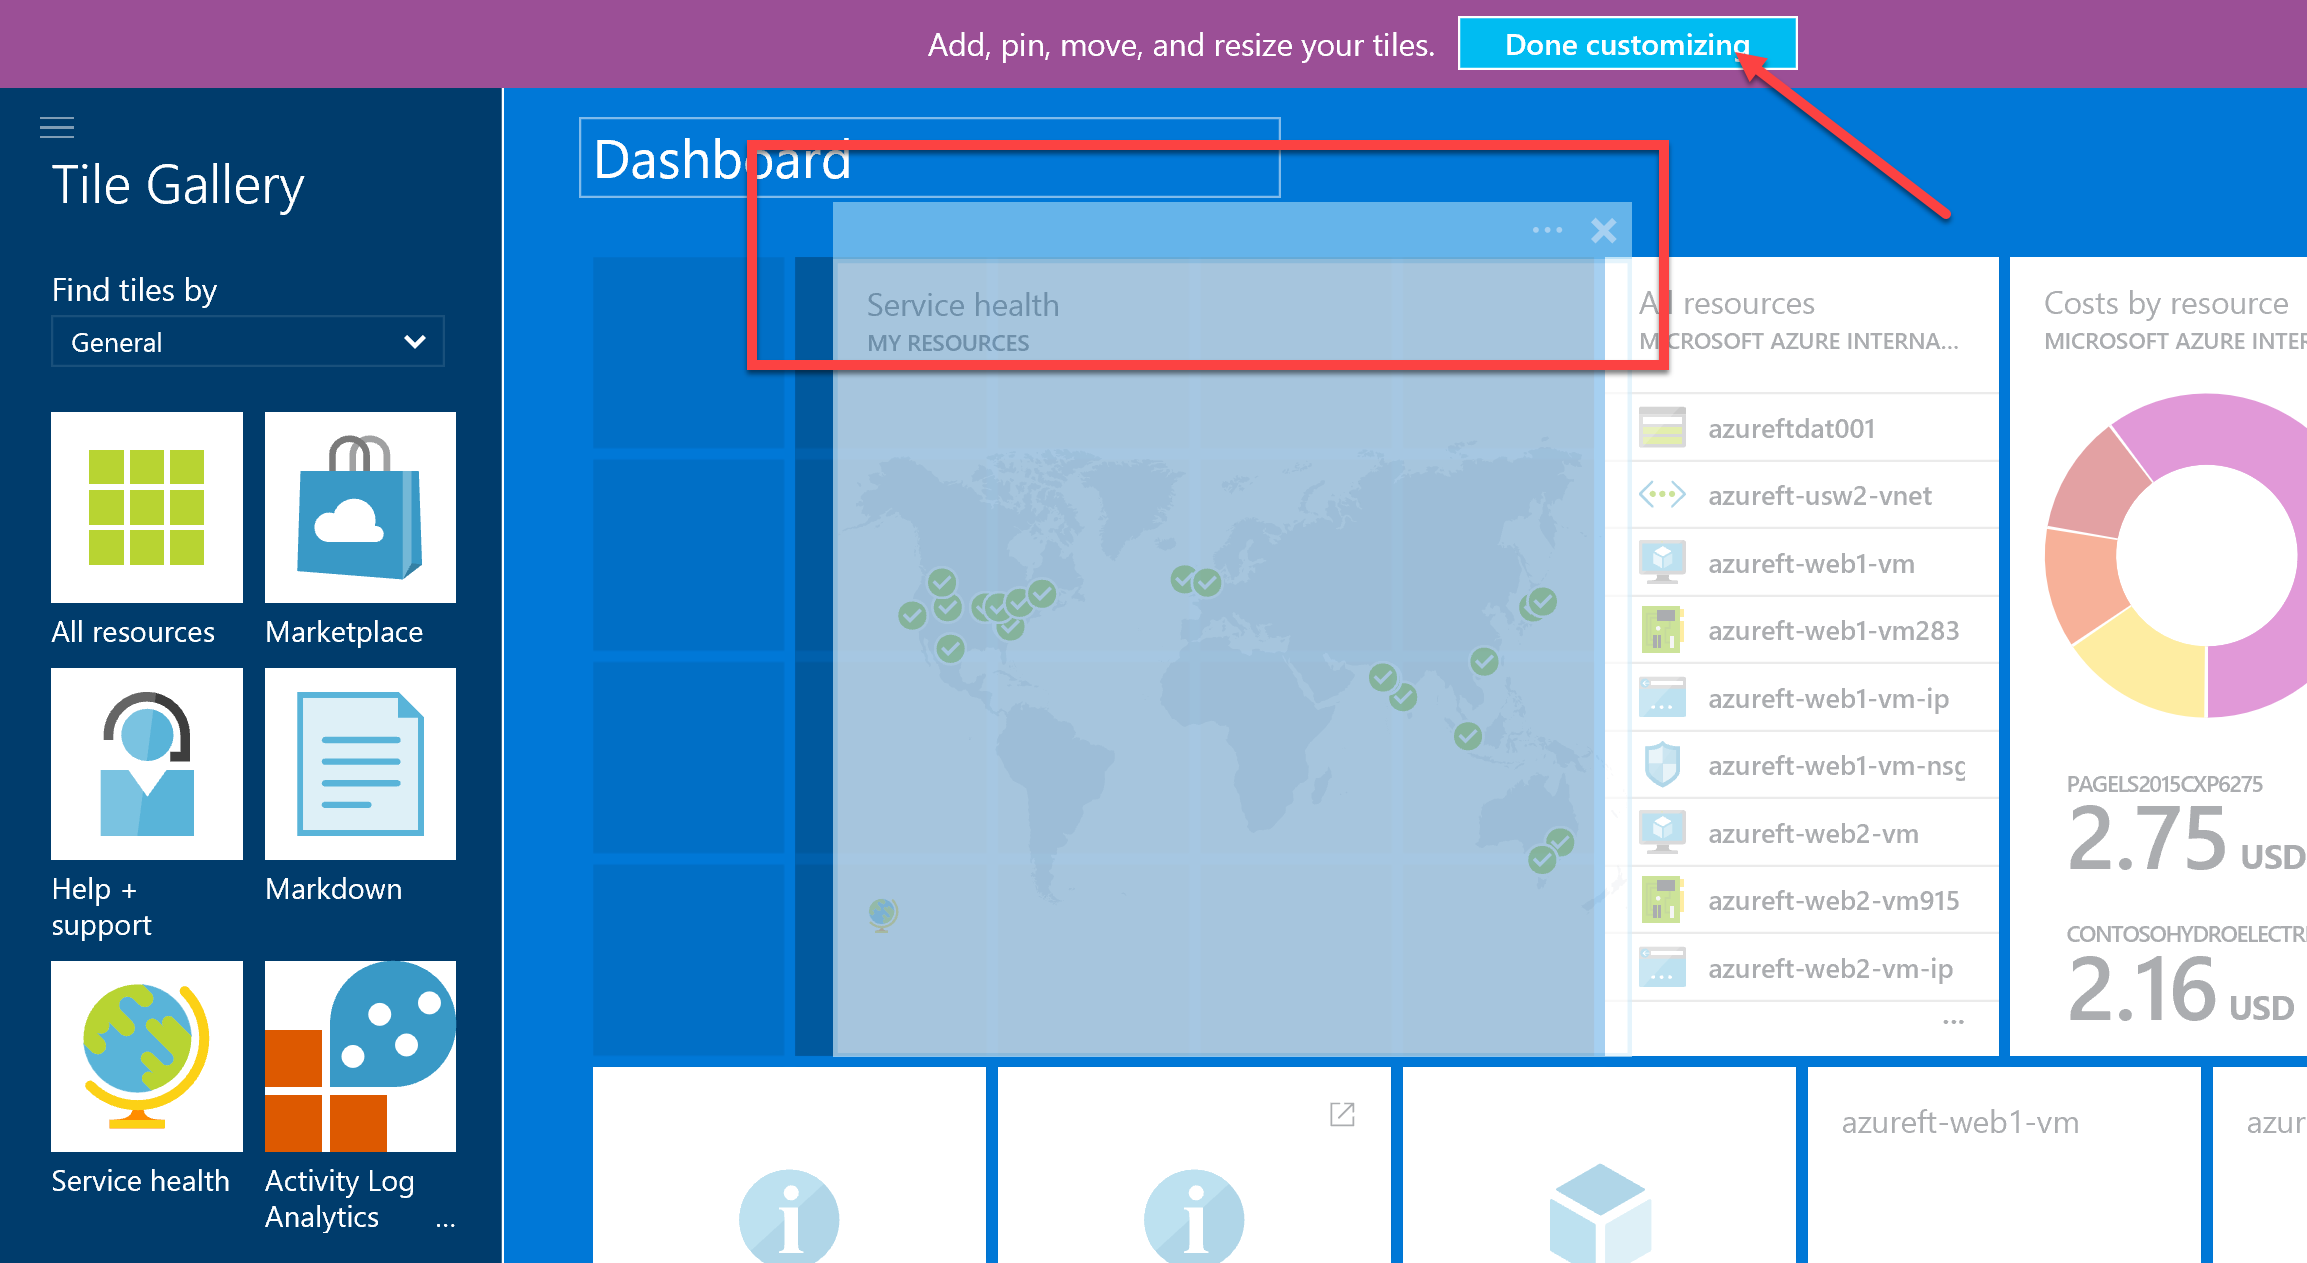 Add, pin, move, and resize your tiles.
Done customizing
Tile Gallery
Find tiles by
General
All resources
Marketplace
Help +
support
Markdown
Service health
Activity Log
Analytics ...
Dashboard
...
Service health
MY RESOURCES
All resources
MICROSOFT AZURE INTERNA...
azureftdat001
azureft-usw2-vnet
azureft-web1-vm
azureft-web1-vm283
azureft-web1-vm-ip
azureft-web1-vm-nsg
azureft-web2-vm
azureft-web2-vm915
azureft-web2-vm-ip
...
Costs by resource
MICROSOFT AZURE INTER
PAGELS2015CXP6275
2.75 USD
CONTOSOHYDROELECTRI
2.16 USD
azureft-web1-vm
azur